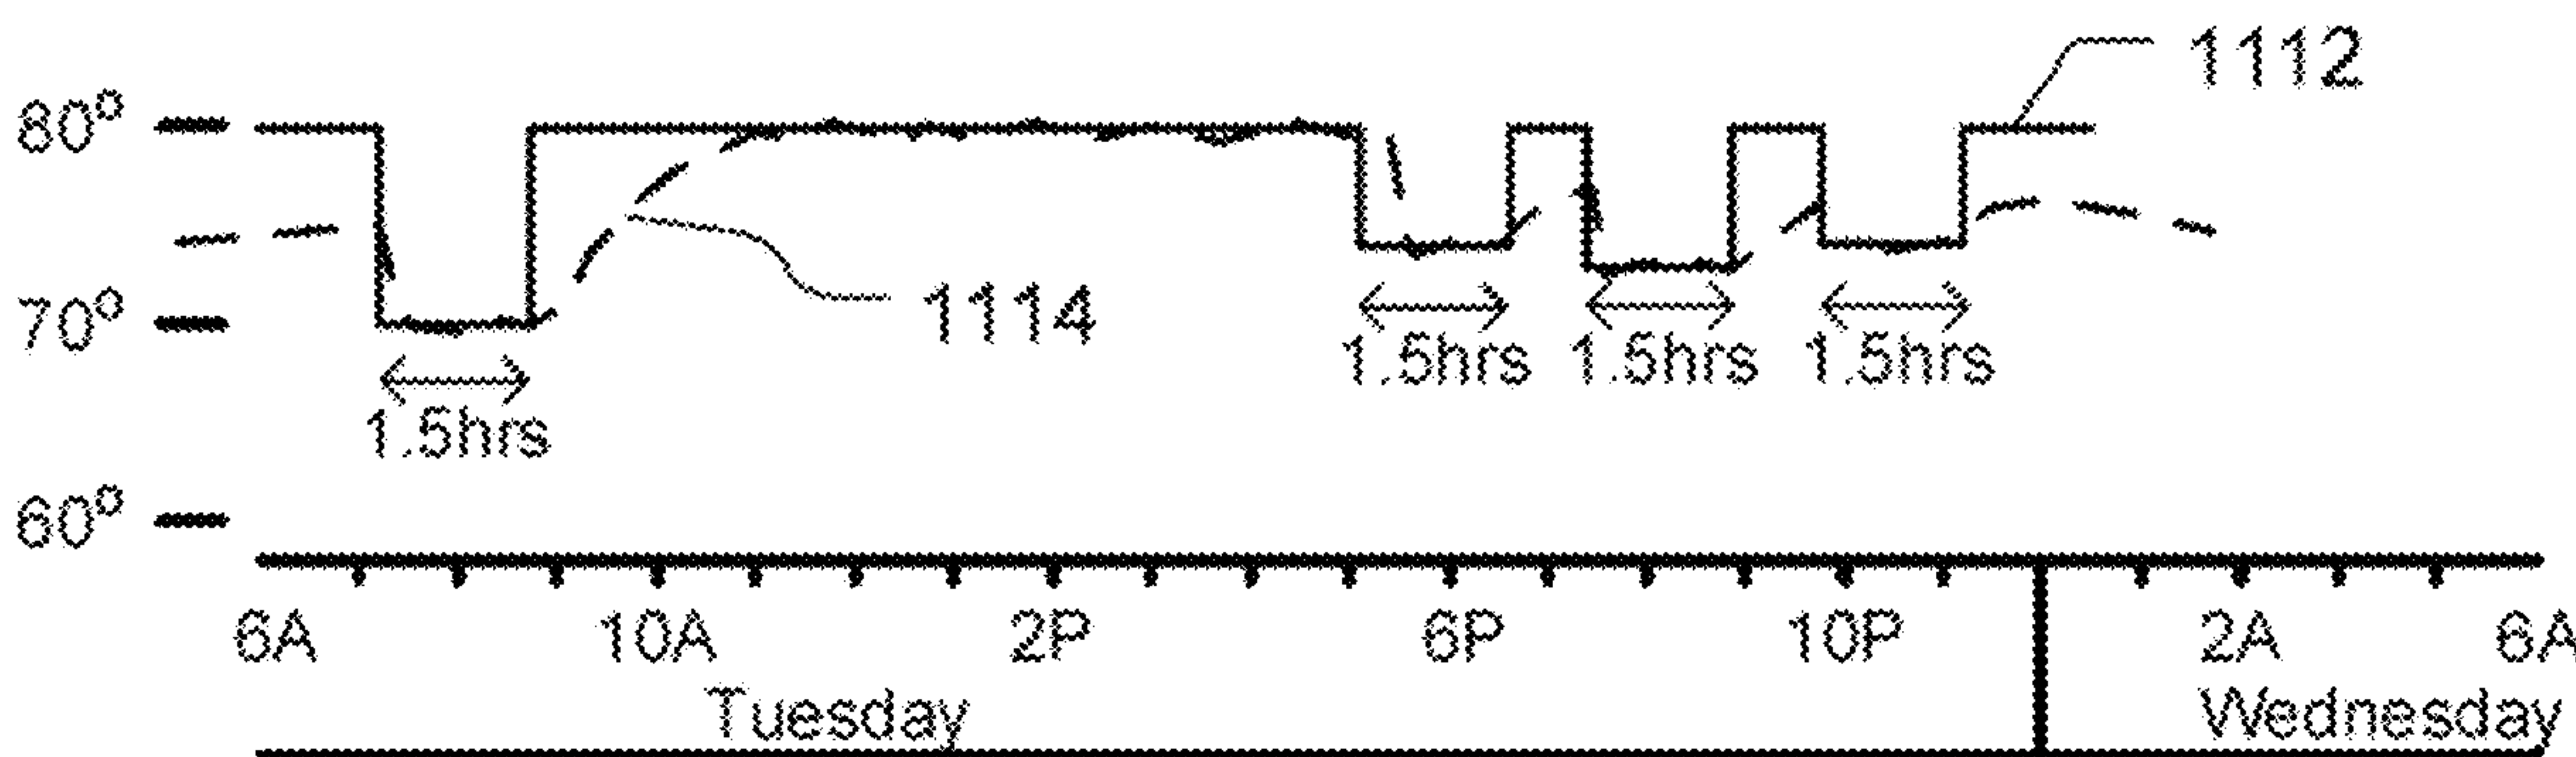 1112
80°
70°
1114
1.5hrs 1.5hrs 1.5hrs
1.5hrs
60°
6A 10A 2P 6P 10P 2A 6A
Tuesday Wednesday